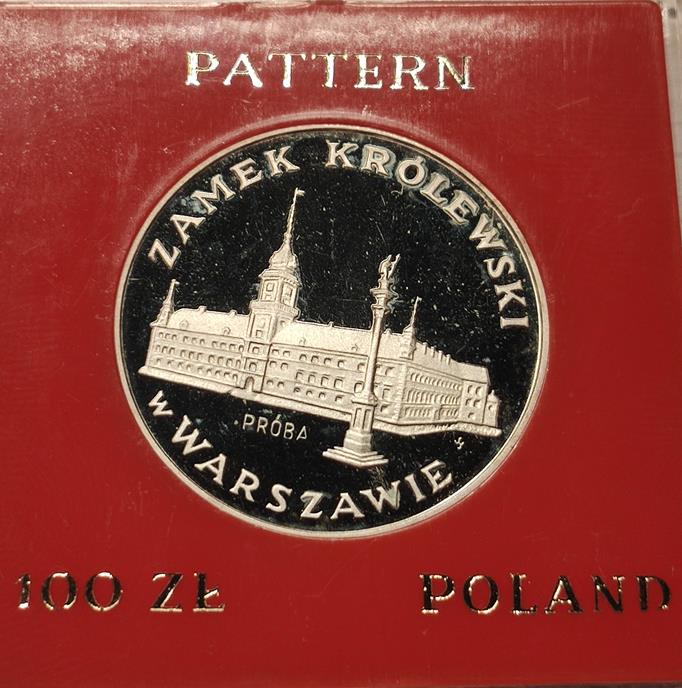 PATTERN
ZAMEK KRÓLEWSKI
PRÓBA
w WARSZAWIE
100 ZŁ POLAND